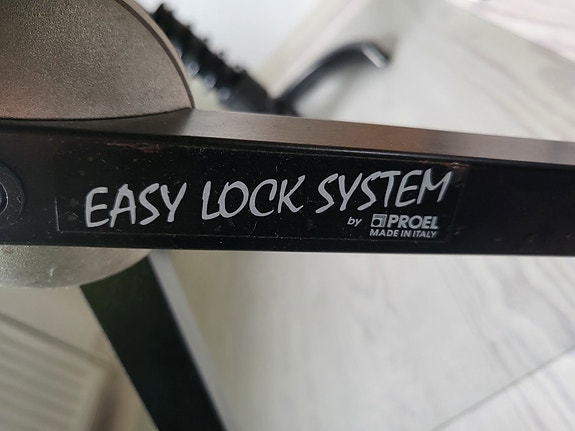 EASY LOCK SYSTEM
by PROEL
MADE IN ITALY